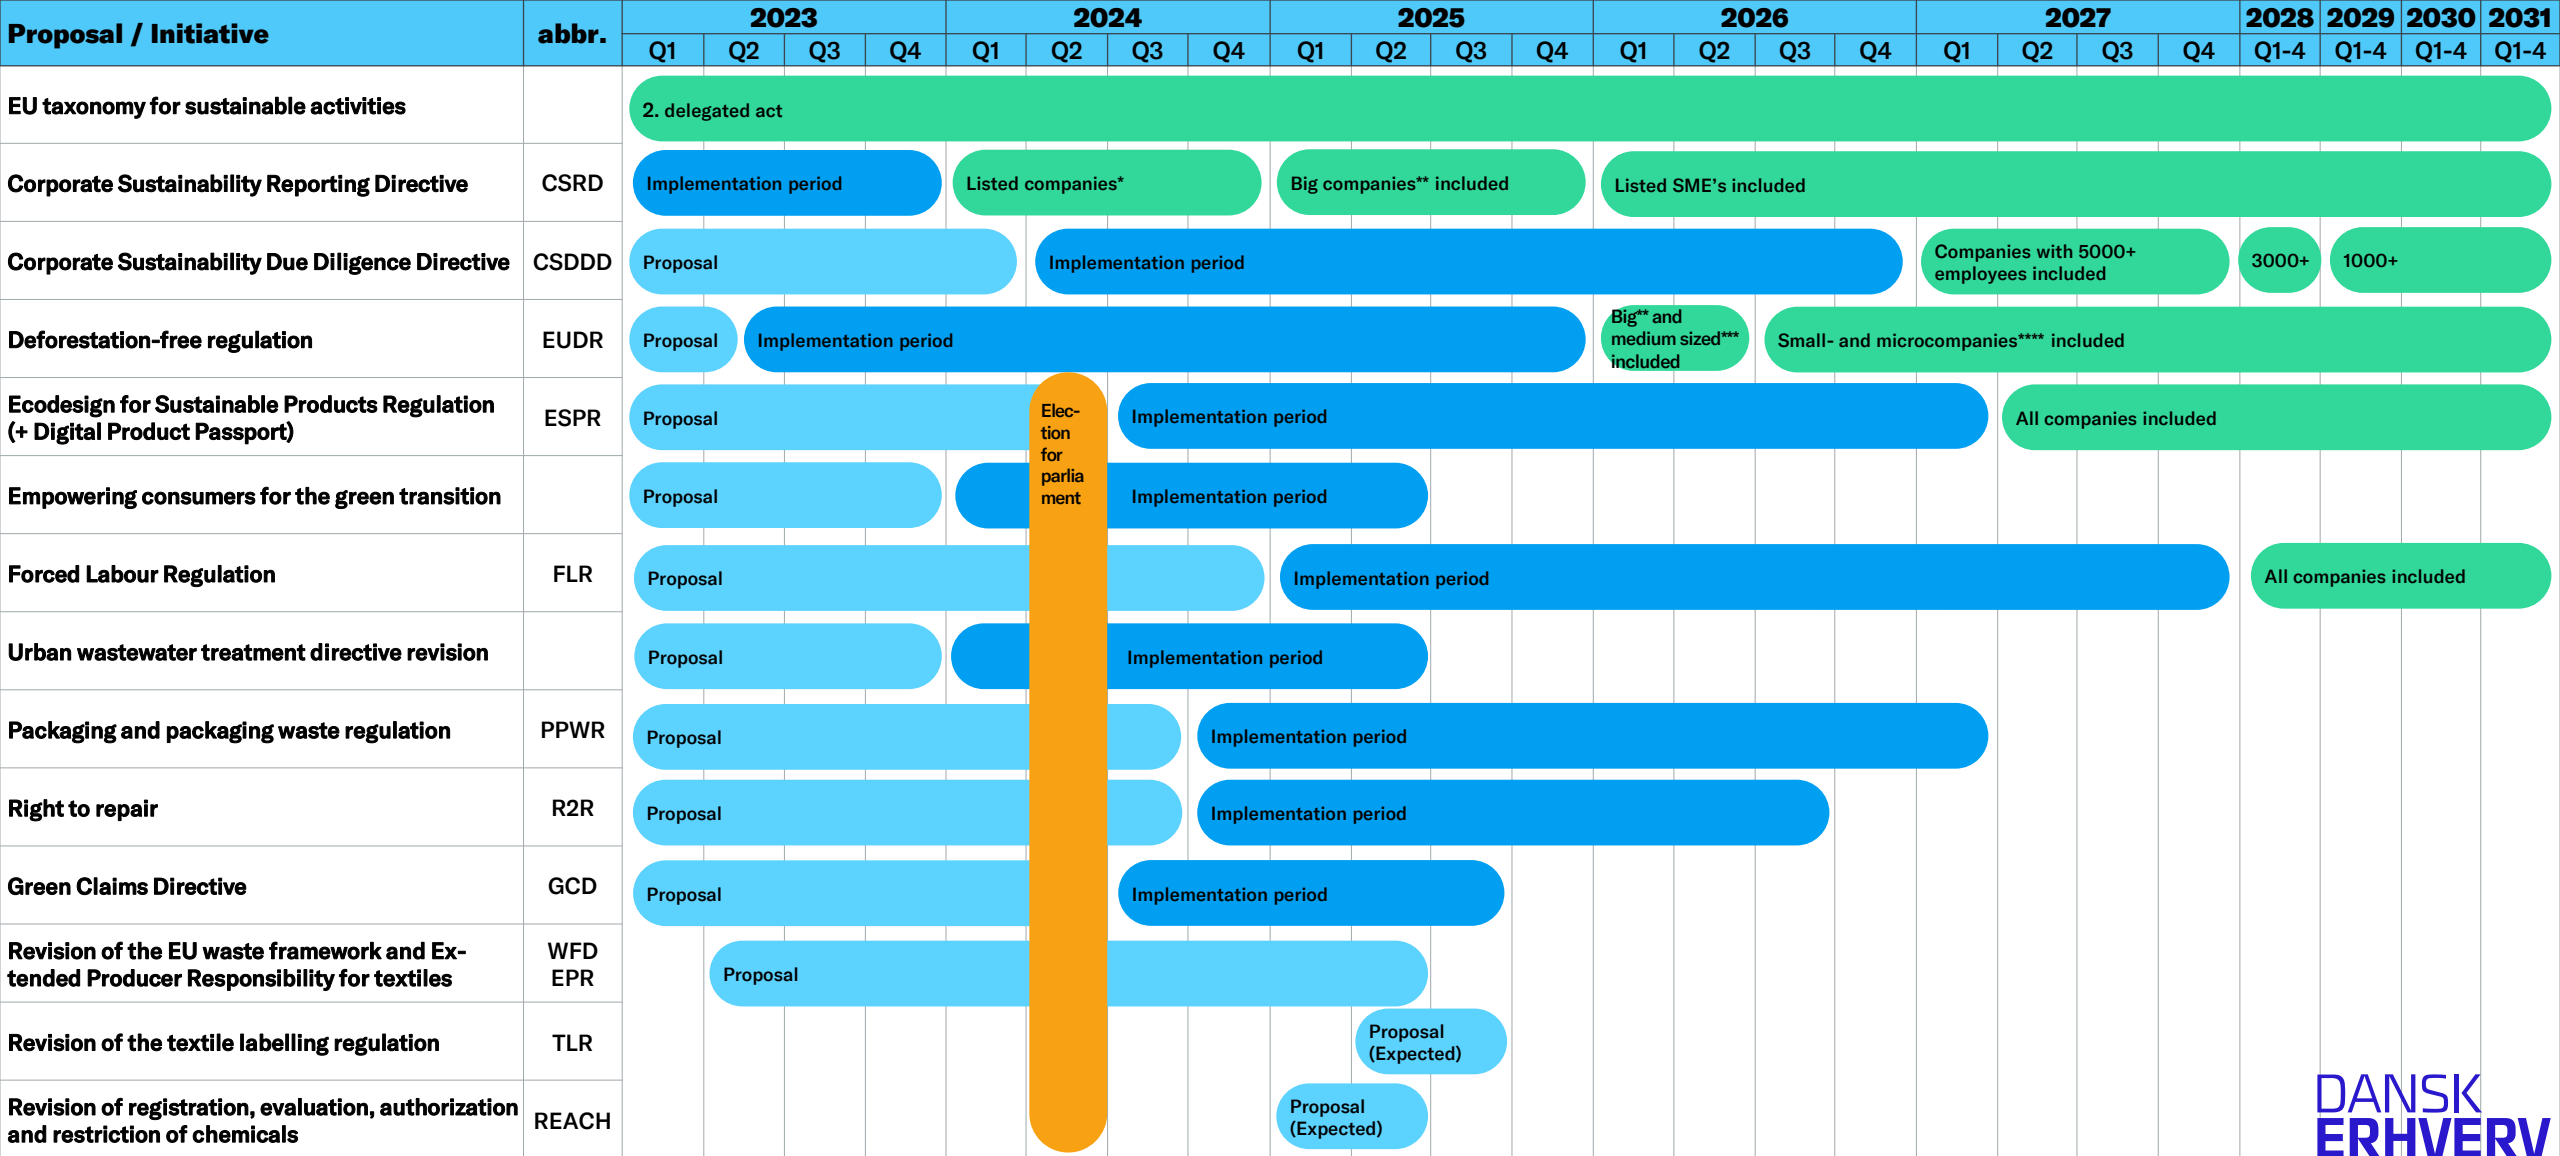 Proposal / Initiative abbr. 2023 2024 2025 2026 2027 2028 2029 2030 2031
Q1 Q2 Q3 Q4 Q1 Q2 Q3 Q4 Q1 Q2 Q3 Q4 Q1 Q2 Q3 Q4 Q1 Q2 Q3 Q4 Q1-4 Q1-4 Q1-4 Q1-4
EU taxonomy for sustainable activities
2. delegated act
Corporate Sustainability Reporting Directive CSRD
Implementation period
Listed companies*
Big companies** included
Listed SME's included
Corporate Sustainability Due Diligence Directive CSDDD
Proposal
Implementation period
Companies with 5000+
employees included
3000+
1000+
Deforestation-free regulation EUDR
Proposal
Implementation period
Big** and
medium sized***
included
Small- and microcompanies**** included
Ecodesign for Sustainable Products Regulation
(+ Digital Product Passport)
ESPR
Proposal
Elec-
tion
for
parlia
ment
Implementation period
All companies included
Empowering consumers for the green transition
Proposal
Implementation period
Forced Labour Regulation FLR
Proposal
Implementation period
All companies included
Urban wastewater treatment directive revision
Proposal
Implementation period
Packaging and packaging waste regulation PPWR
Proposal
Implementation period
Right to repair R2R
Proposal
Implementation period
Green Claims Directive GCD
Proposal
Implementation period
Revision of the EU waste framework and Ex-
tended Producer Responsibility for textiles
WFD
EPR
Proposal
Revision of the textile labelling regulation TLR
Proposal
(Expected)
Revision of registration, evaluation, authorization
and restriction of chemicals
REACH
Proposal
(Expected)
DANSK
ERHVERV